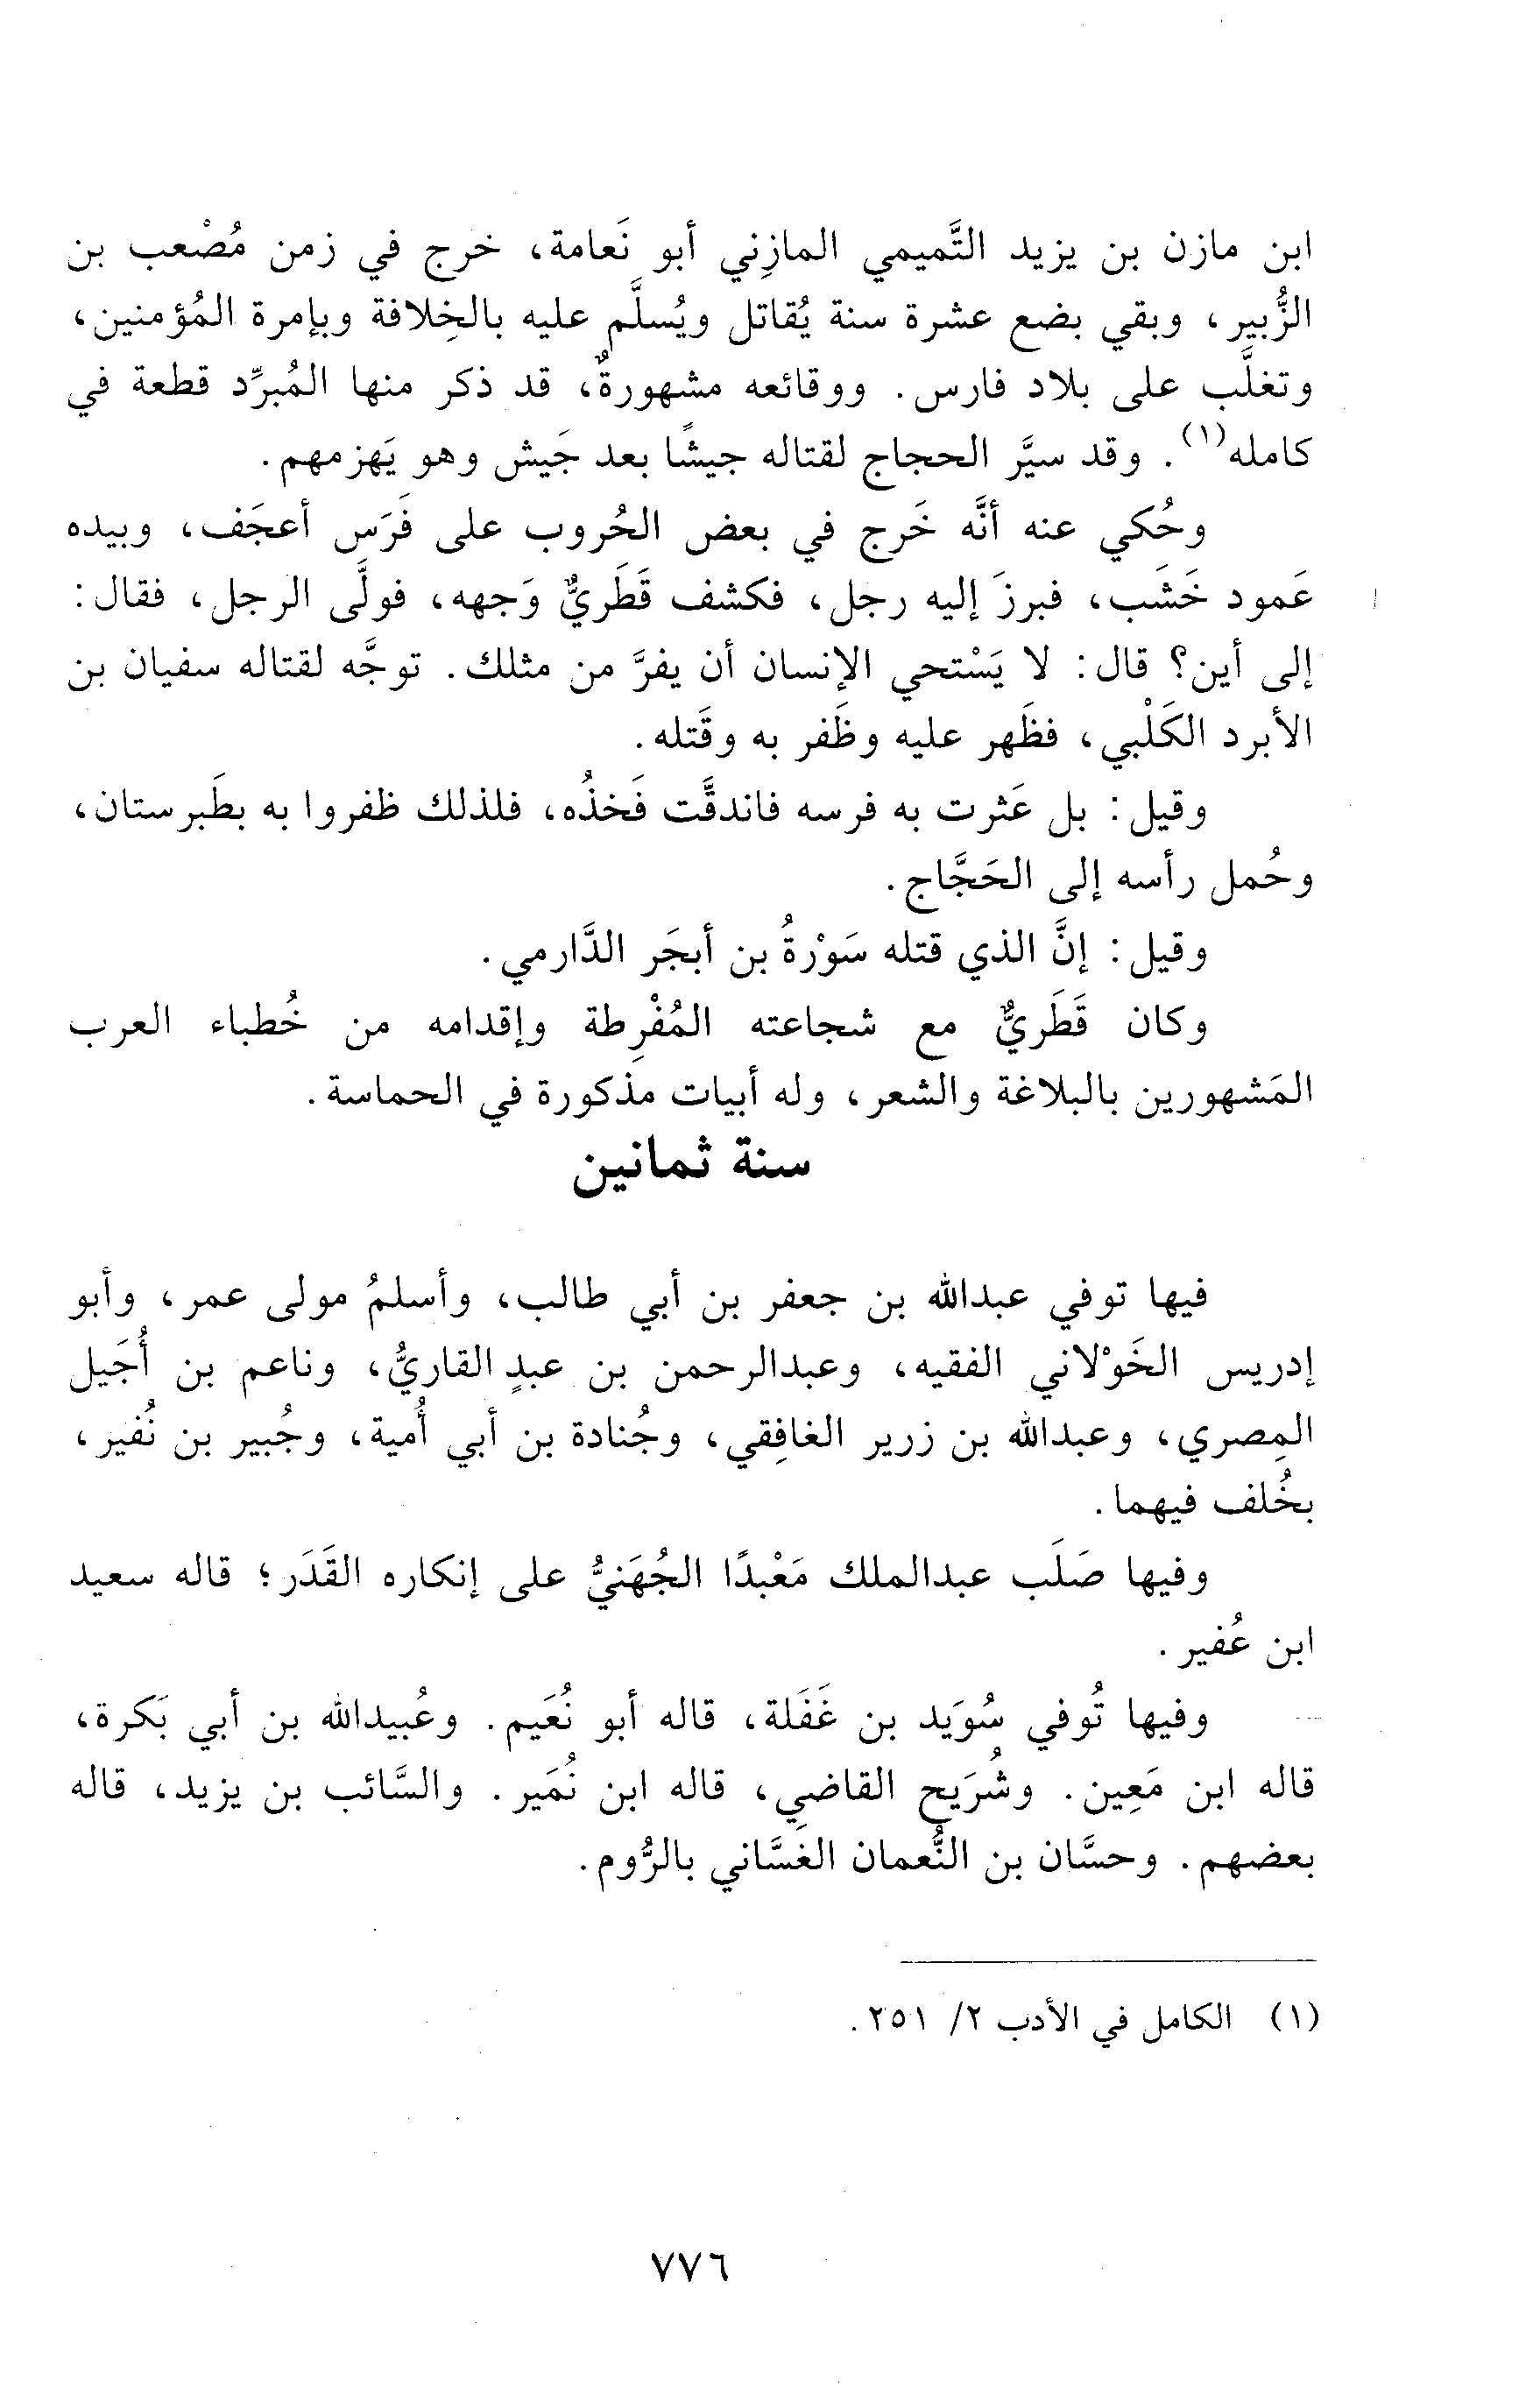 ابن مازن بن يزيد التَّميمي المازِني أبو نَعامة، خرج في زمن مُصْعب بن
الزُّبير، وبقي بضع عشرة سنة يُقاتل ويُسلَّم عليه بالخِلافة وبإمرة المُؤمنين،
وتغلَّب على بلاد فارس. ووقائعه مشهورةٌ، قد ذكر منها المُبرِّد قطعة في
كامله(١). وقد سيَّر الحجاج لقتاله جيشًا بعد جَيش وهو يَهزمهم.
وحُكي عنه أنَّه خَرج في بعض الحُروب على فَرَس أعجَف، وبيده
عَمود خَشَب، فبرزَ إليه رجل، فكشف قَطَريٌّ وَجهه، فولَّى الرجل، فقال:
إلى أين؟ قال: لا يَسْتحي الإنسان أن يفرَّ من مثلك. توجَّه لقتاله سفيان بن
الأبرد الكَلْبي، فظَهر عليه وظَفر به وقَتله.
وقيل: بل عَثرت به فرسه فاندقَّت فَخذُه، فلذلك ظفروا به بطَبرستان،
وحُمل رأسه إلى الحَجَّاج.
وقيل: إنَّ الذي قتله سَوْرةُ بن أبجَر الدَّارمي.
وكان قَطَريٌّ مع شجاعته المُفْرِطة وإقدامه من خُطباء العرب
المَشهورين بالبلاغة والشعر، وله أبيات مذكورة في الحماسة.
سنة ثمانين
فيها توفي عبدالله بن جعفر بن أبي طالب، وأسلمُ مولى عمر، وأبو
إدريس الخَوْلاني الفقيه، وعبدالرحمن بن عبدٍ القاريُّ، وناعم بن أُجَيل
المِصري، وعبدالله بن زرير الغافِقي، وجُنادة بن أبي أُمية، وجُبير بن نُفير،
بخُلف فيهما.
وفيها صَلَب عبدالملك مَعْبدًا الجُهَنيُّ على إنكاره القَدَر؛ قاله سعيد
ابن عُفير.
وفيها تُوفي سُوَيد بن غَفَلة، قاله أبو نُعَيم. وعُبيدالله بن أبي بَكرة،
قاله ابن مَعِين. وشُرَيح القاضِي، قاله ابن نُمَير. والسَّائب بن يزيد، قاله
بعضهم. وحسَّان بن النُّعمان الغسَّاني بالرُّوم.
(١) الكامل في الأدب ٢/ ٢٥١.
٧٧٦